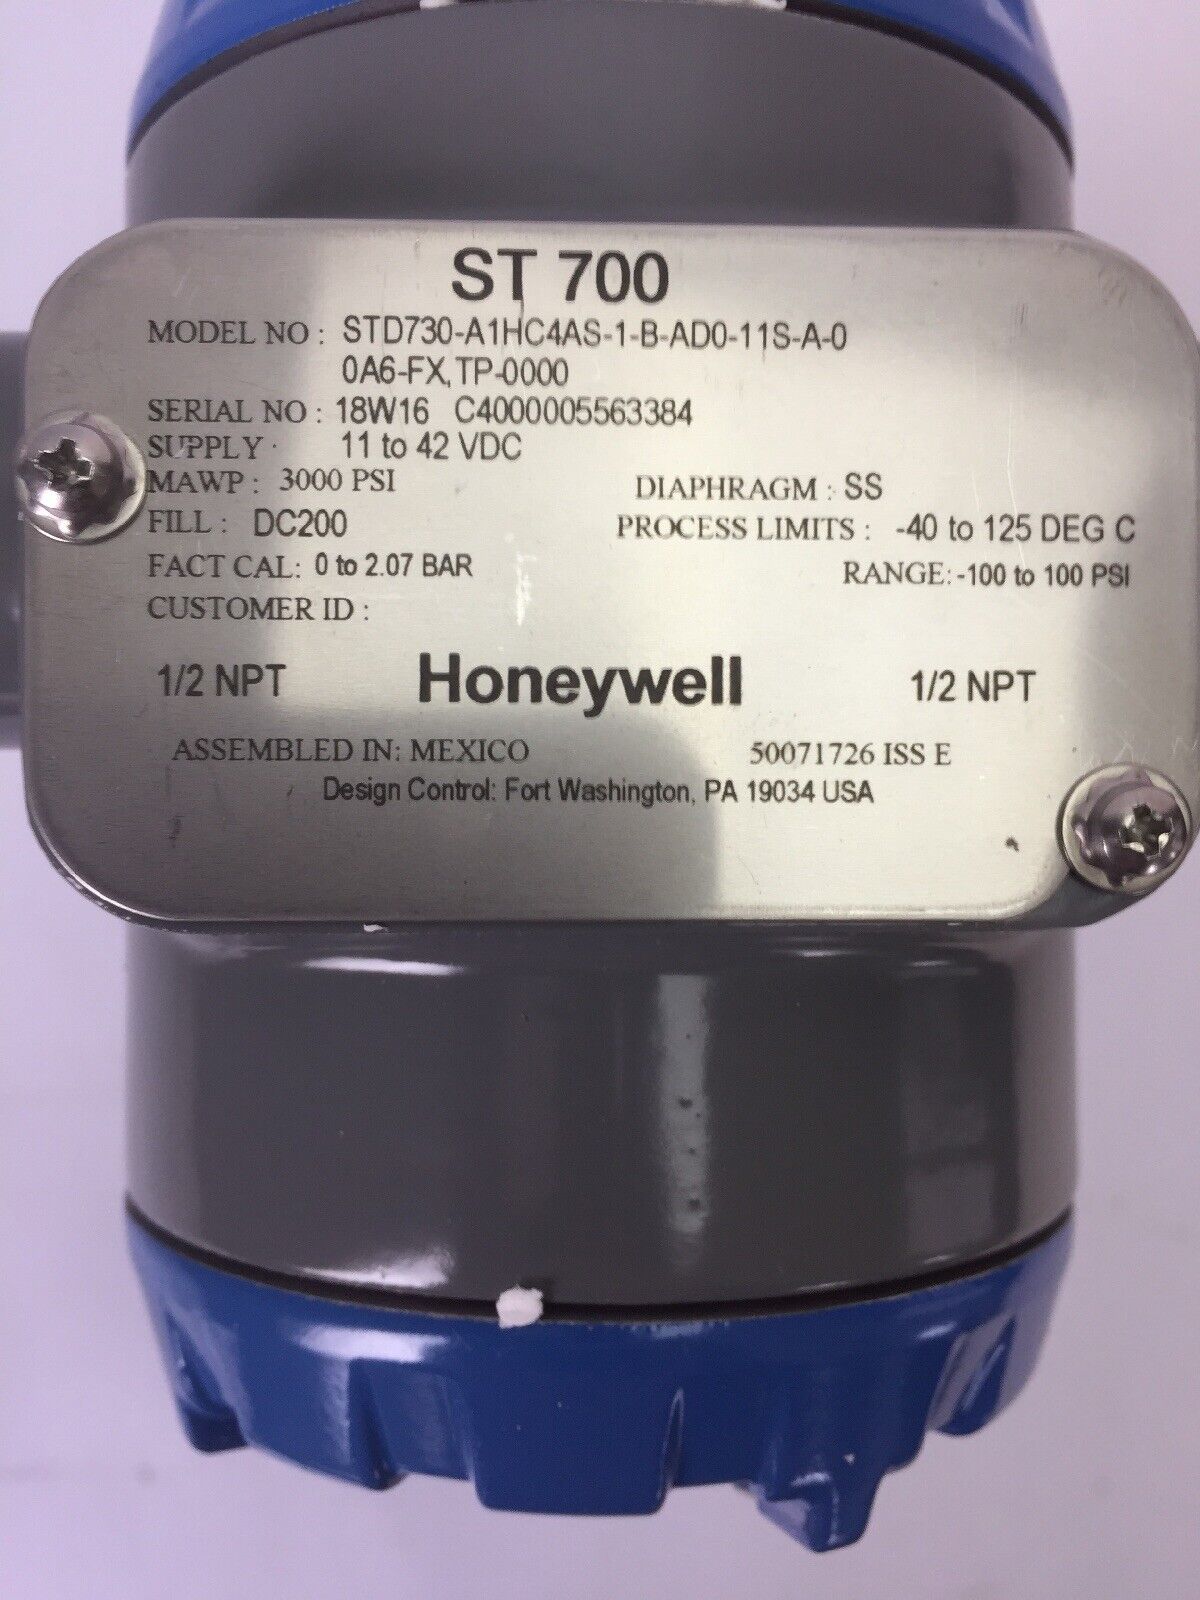 ST 700
MODEL NO : STD730-A1HC4AS-1-B-AD0-11S-A-0
0A6-FX,TP-0000
SERIAL NO : 18W16 C4000005563384
SUPPLY : 11 to 42 VDC
MAWP : 3000 PSI DIAPHRAGM : SS
FILL : DC200 PROCESS LIMITS : -40 to 125 DEG C
FACT CAL: 0 to 2.07 BAR RANGE: -100 to 100 PSI
CUSTOMER ID :
1/2 NPT Honeywell 1/2 NPT
ASSEMBLED IN: MEXICO 50071726 ISS E
Design Control: Fort Washington, PA 19034 USA